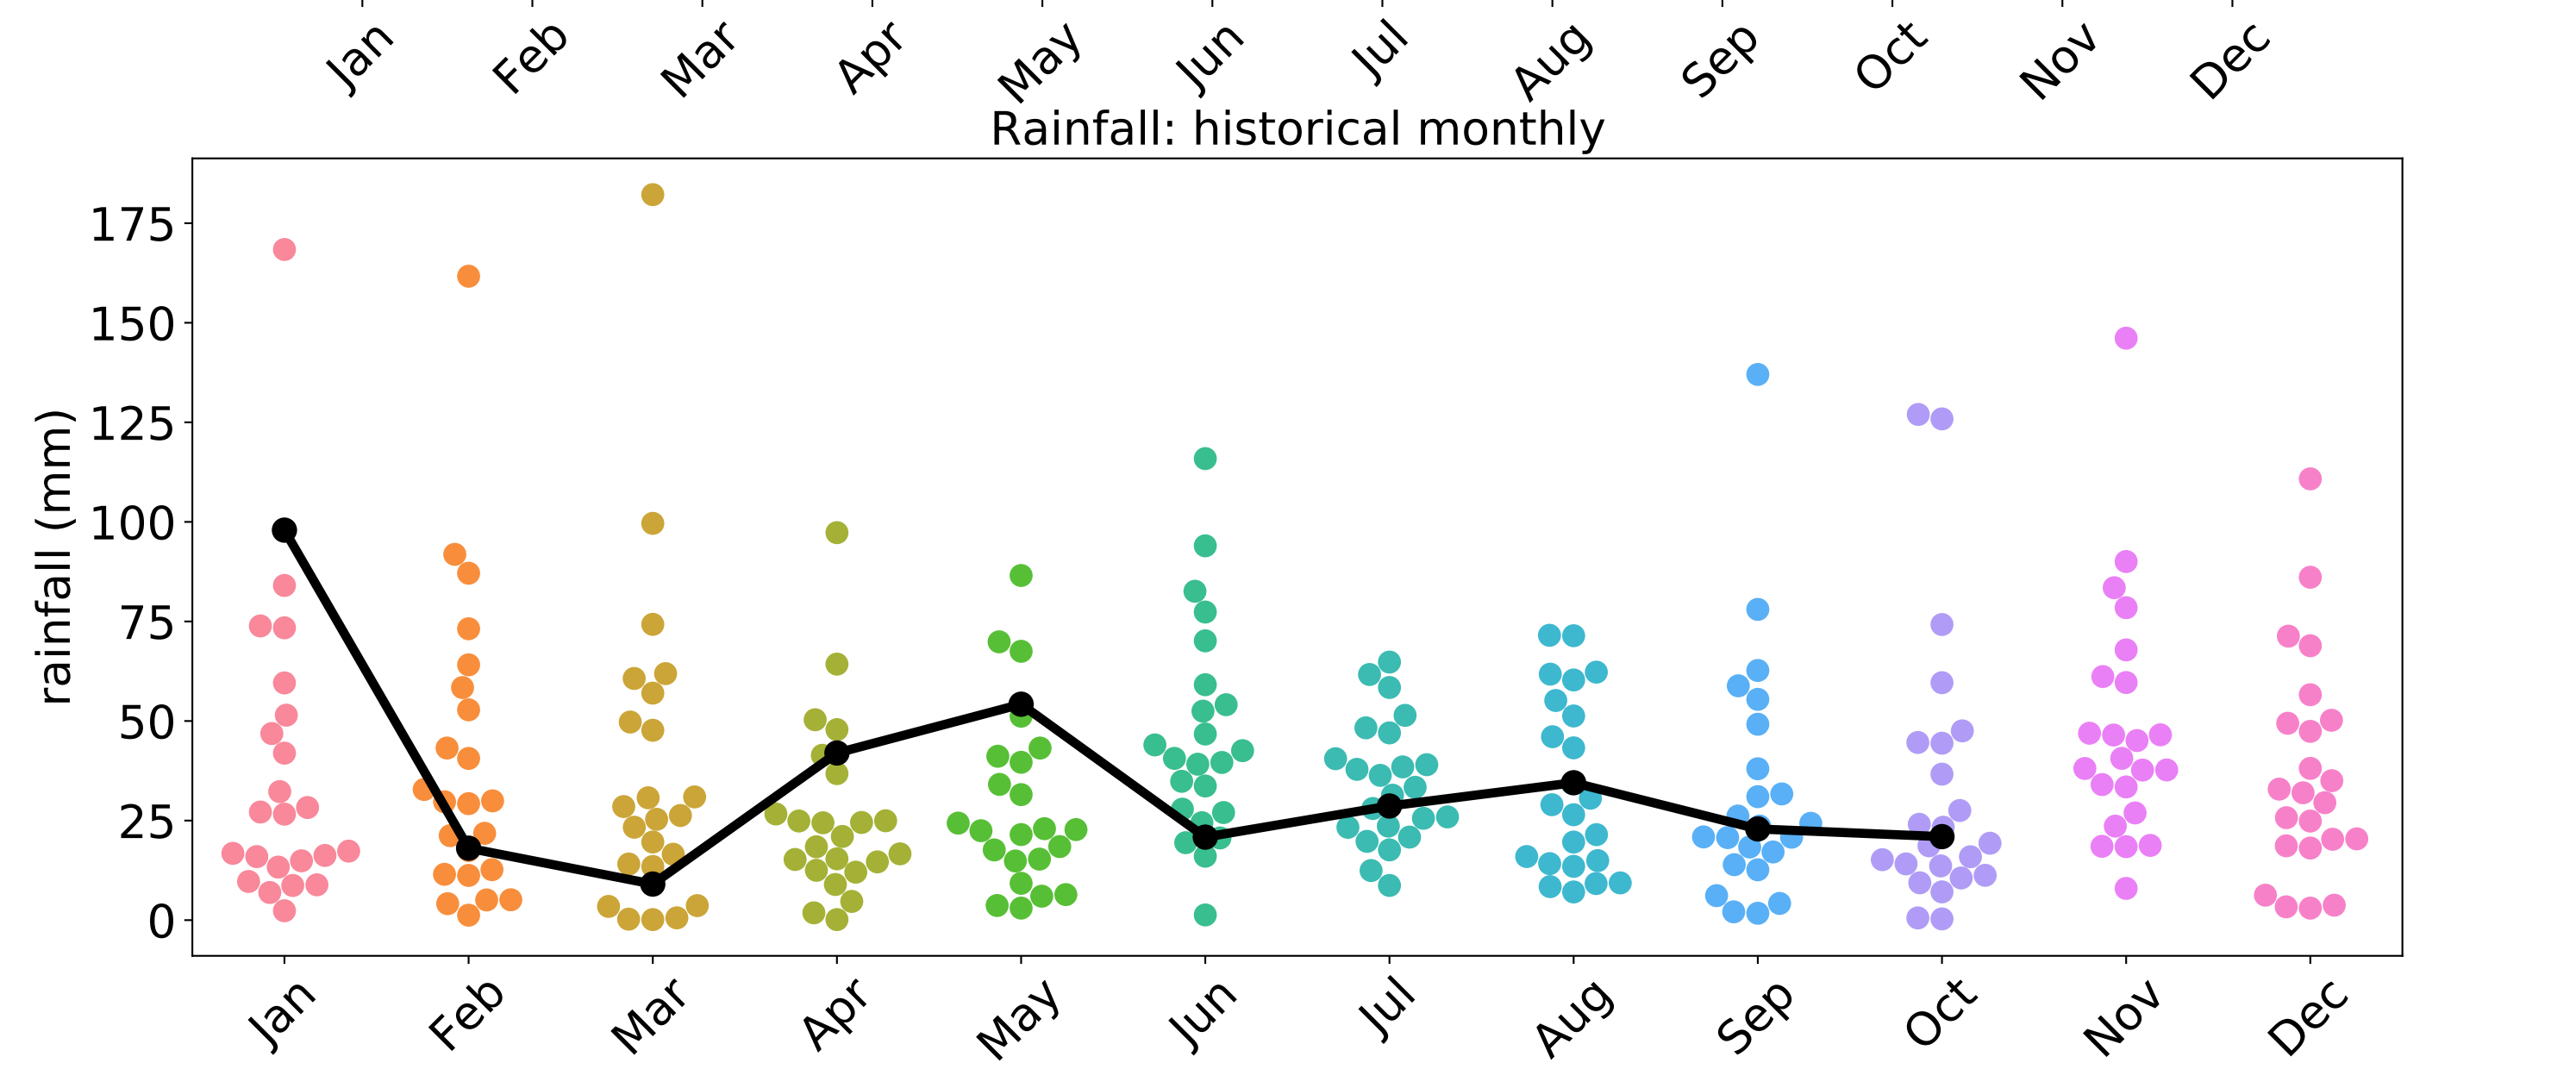 Jan Feb Mar Apr May Jun Jul Aug Sep Oct Nov Dec
Rainfall: historical monthly
rainfall (mm)
175
150
125
100
75
50
25
0
Jan Feb Mar Apr May Jun Jul Aug Sep Oct Nov Dec